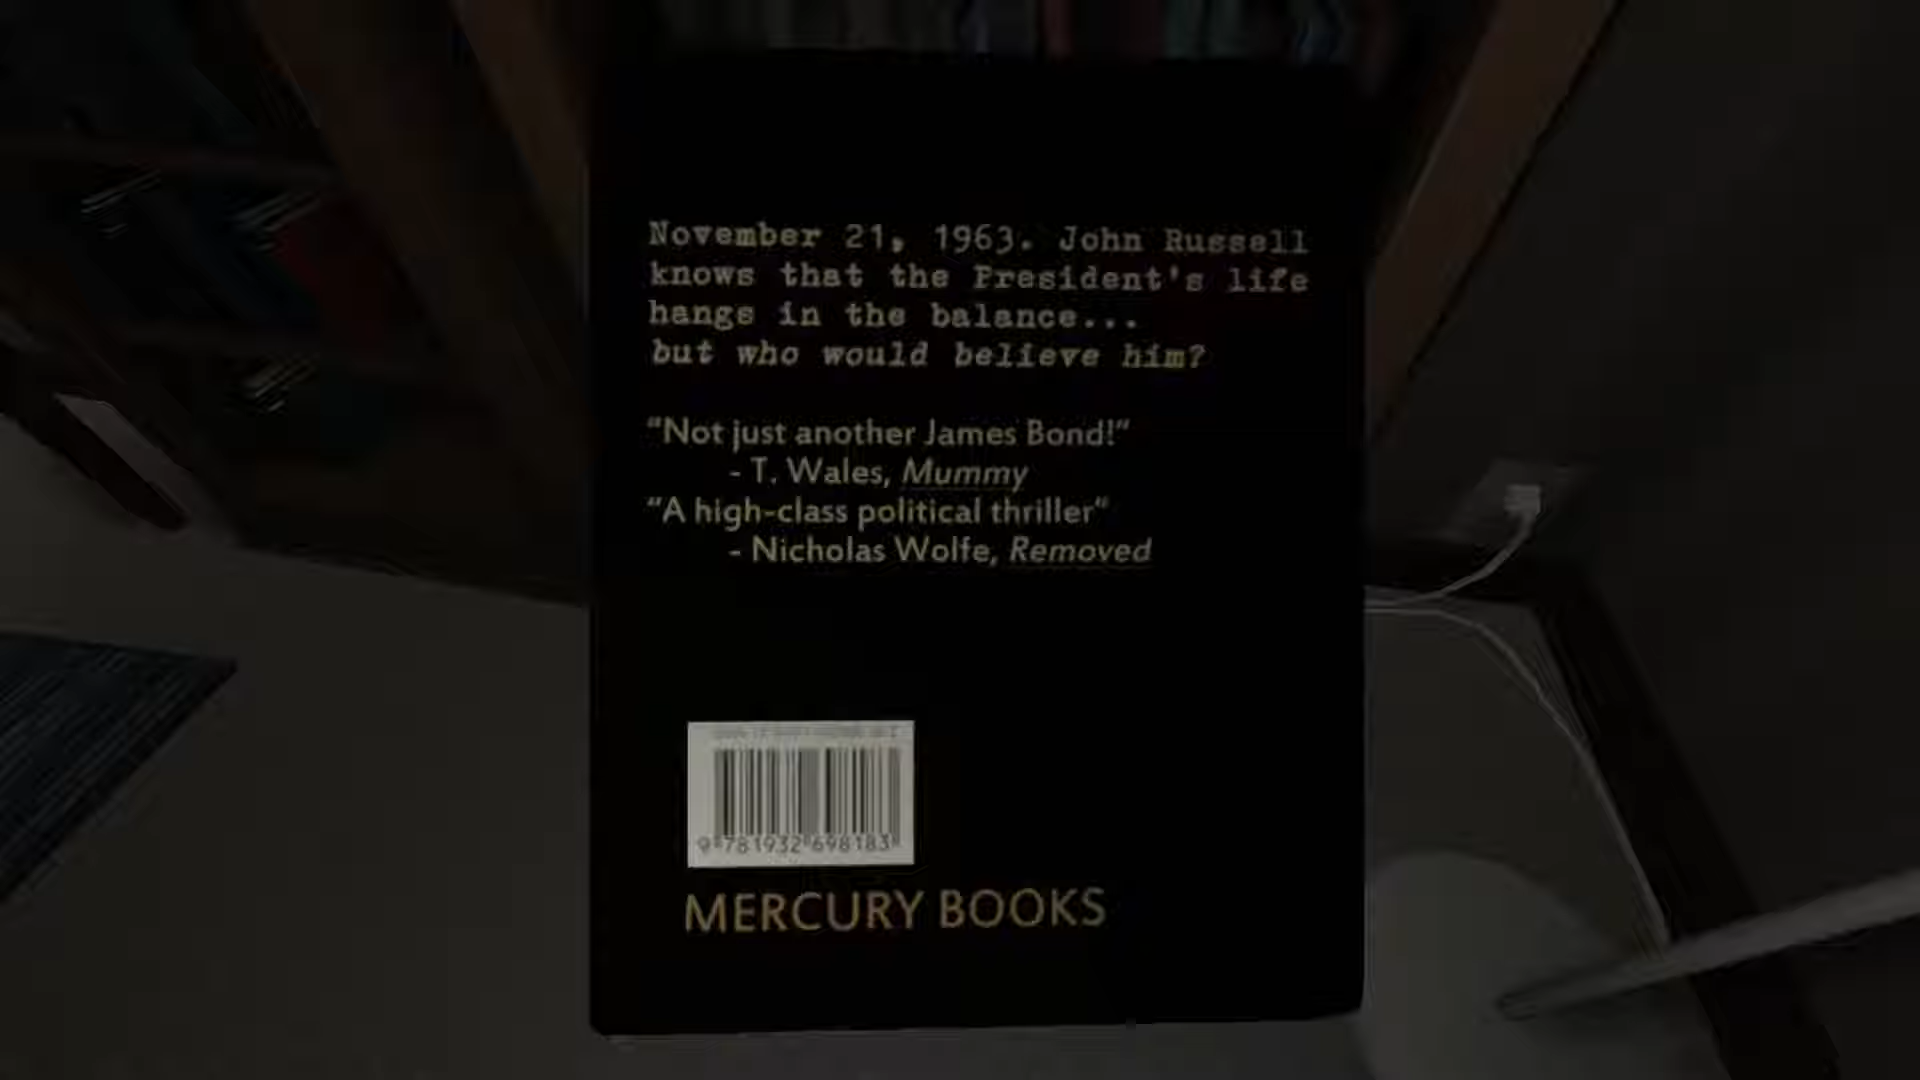 November 21, 1963. John Russell
knows that the President's life
hangs in the balance...
but who would believe him?
“Not just another James Bond!”
- T. Wales, Mummy
“A high-class political thriller”
- Nicholas Wolfe, Removed
9 781932 698183
MERCURY BOOKS